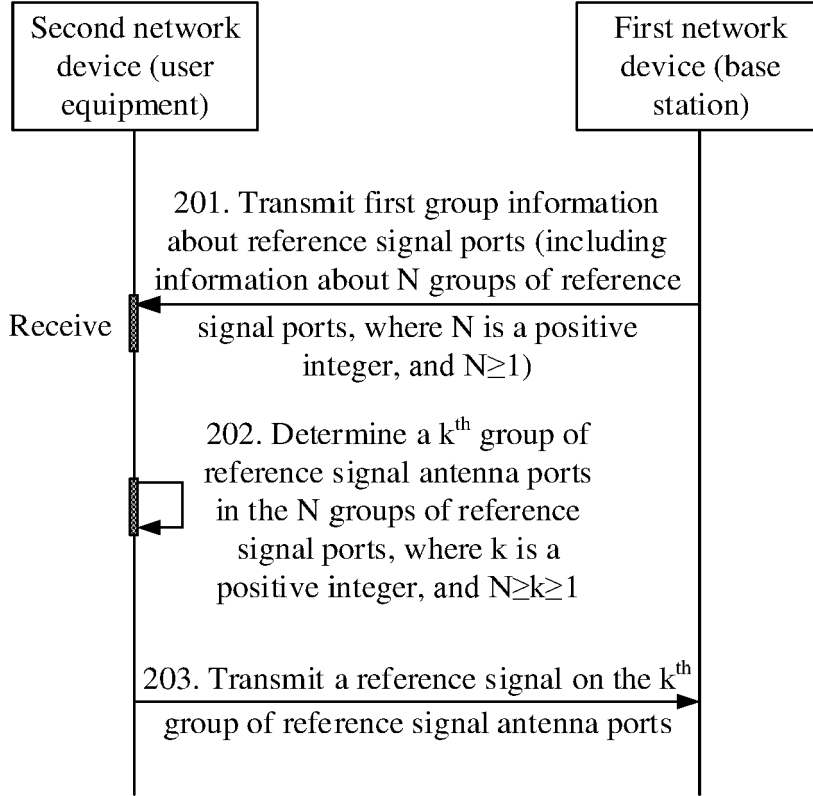 Second network
device (user
equipment)
First network
device (base
station)
201. Transmit first group information
about reference signal ports (including
information about N groups of reference
signal ports, where N is a positive
integer, and N≥1)
Receive
202. Determine a kth group of
reference signal antenna ports
in the N groups of reference
signal ports, where k is a
positive integer, and N≥k≥1
203. Transmit a reference signal on the kth
group of reference signal antenna ports